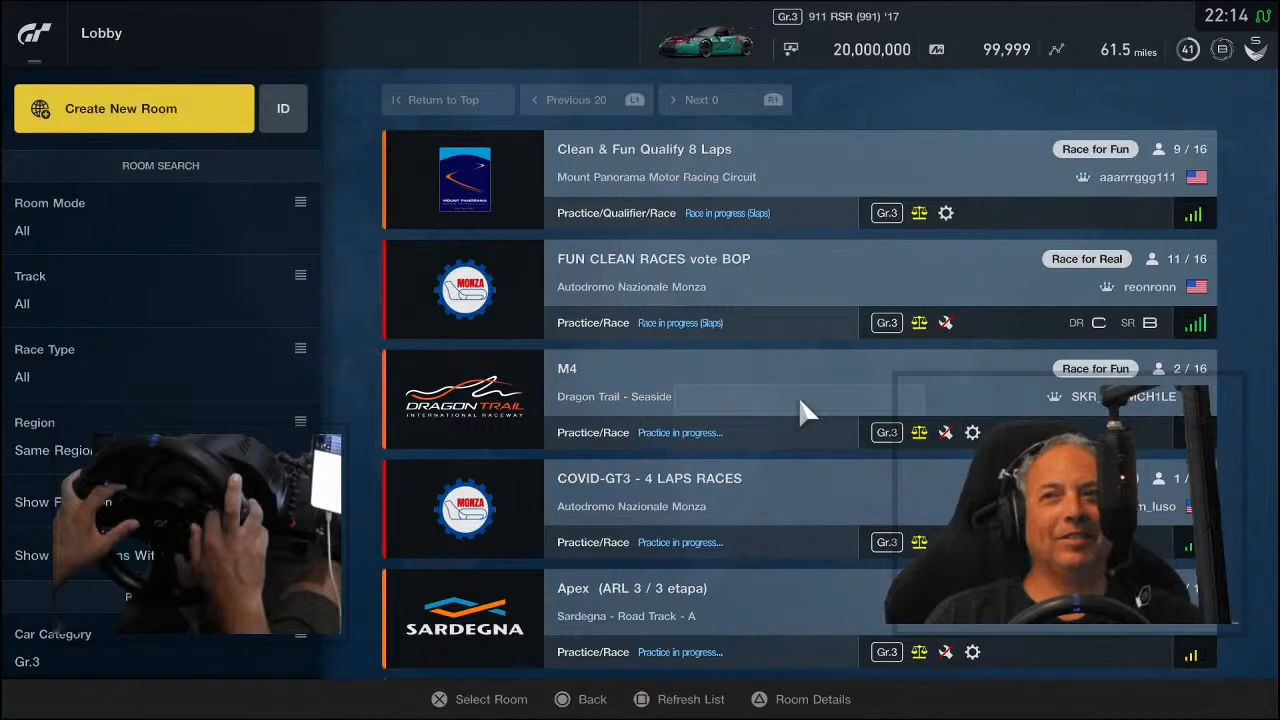 Lobby
Gr.3 911 RSR (991) '17
20,000,000 99,999 61.5 miles 41 B S
22:14
Create New Room ID
ROOM SEARCH
Room Mode
All
Track
All
Race Type
All
Region
Same
Show
Show
Car Category
Gr.3
Return to Top Previous 20 L1 Next 0 R1
MOUNT PANORAMA
Clean & Fun Qualify 8 Laps Race for Fun 9 / 16
Mount Panorama Motor Racing Circuit aaarrrggg111
Practice/Qualifier/Race Race in progress (5laps) Gr.3
MONZA
FUN CLEAN RACES vote BOP Race for Real 11 / 16
Autodromo Nazionale Monza reonronn
Practice/Race Race in progress (5laps) Gr.3 DR C SR B
DRAGON TRAIL
INTERNATIONAL RACEWAY
M4 Race for Fun 2 / 16
Dragon Trail - Seaside SKR MCH1LE
Practice/Race Practice in progress... Gr.3
MONZA
COVID-GT3 - 4 LAPS RACES
Autodromo Nazionale Monza m_luso
Practice/Race Practice in progress... Gr.3
SARDEGNA
Apex (ARL 3 / 3 etapa)
Sardegna - Road Track - A
Practice/Race Practice in progress... Gr.3
Select Room Back Refresh List Room Details